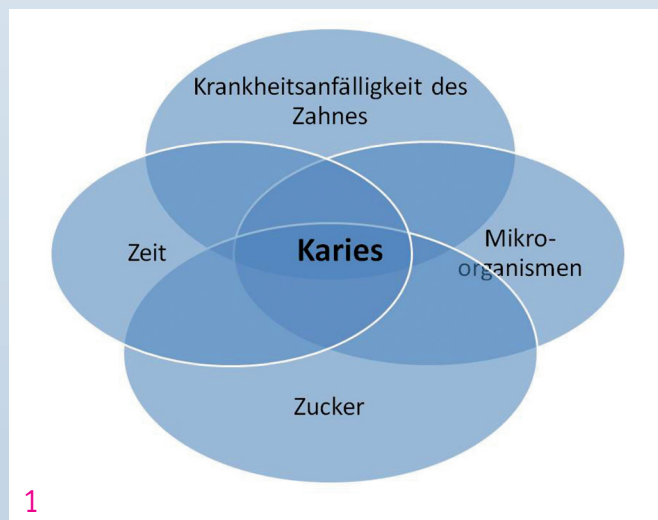 Krankheitsanfälligkeit des
Zahnes
Zeit
Karies
Mikro-
organismen
Zucker
1